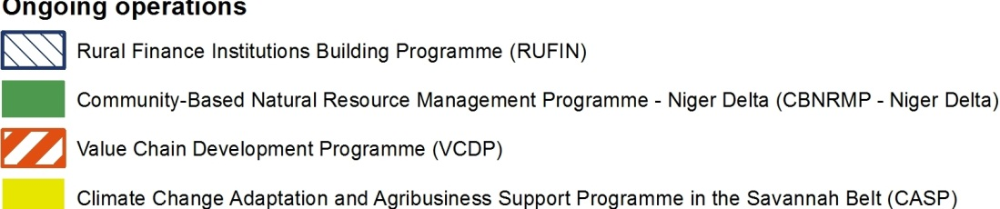 Ongoing operations
Rural Finance Institutions Building Programme (RUFIN)
Community-Based Natural Resource Management Programme - Niger Delta (CBNRMP - Niger Delta)
Value Chain Development Programme (VCDP)
Climate Change Adaptation and Agribusiness Support Programme in the Savannah Belt (CASP)